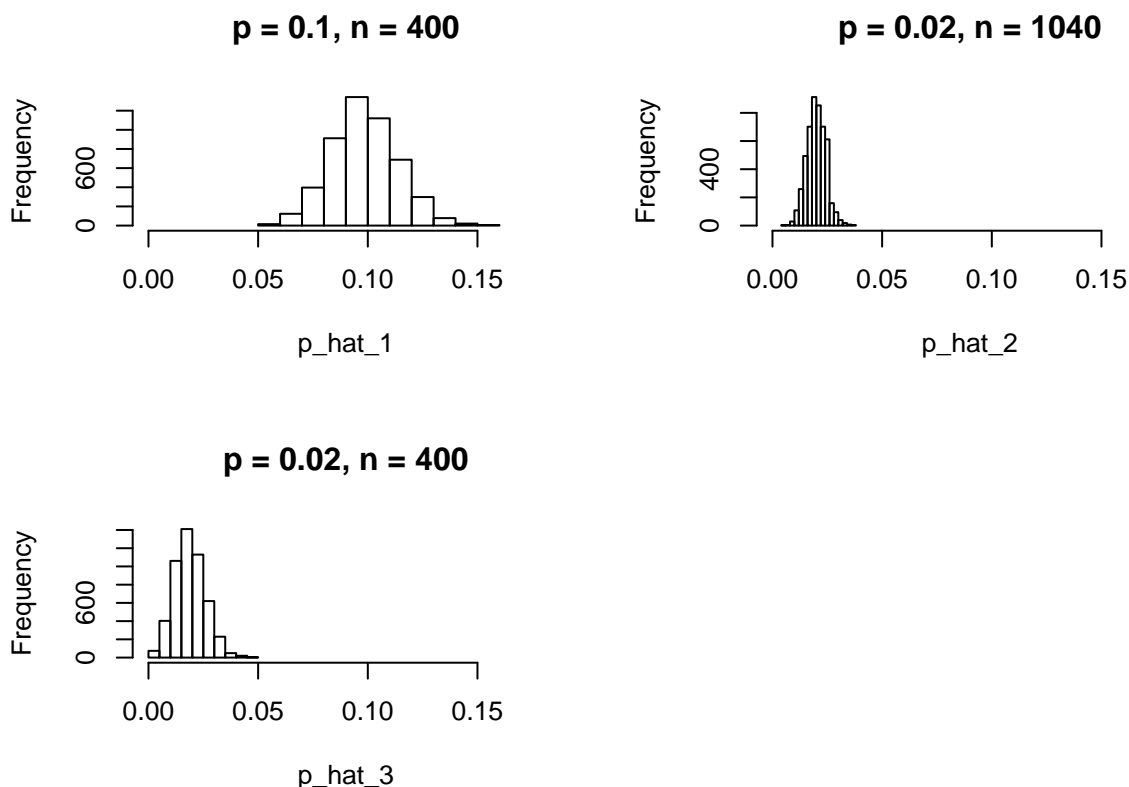 p = 0.1, n = 400
Frequency
0 600
0.00 0.05 0.10 0.15
p_hat_1
p = 0.02, n = 1040
Frequency
0 400
0.00 0.05 0.10 0.15
p_hat_2
p = 0.02, n = 400
Frequency
0 600
0.00 0.05 0.10 0.15
p_hat_3